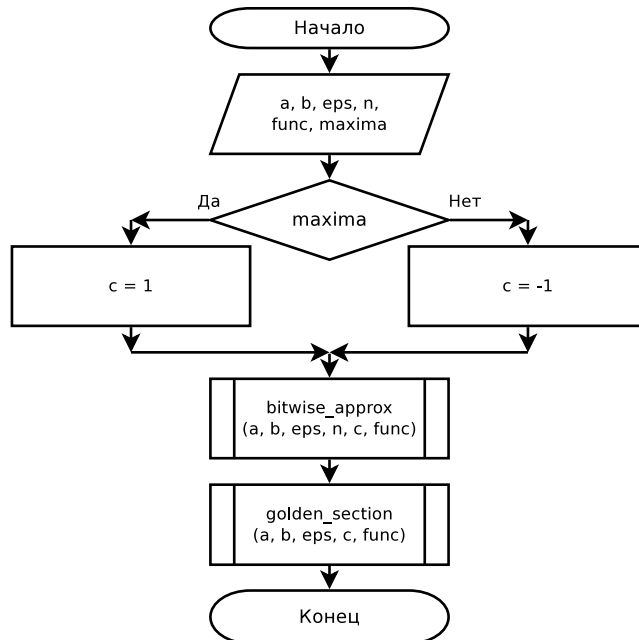 Начало
a, b, eps, n,
func, maxima
Да
Нет
maxima
c = 1
c = -1
bitwise_approx
(a, b, eps, n, c, func)
golden_section
(a, b, eps, c, func)
Конец